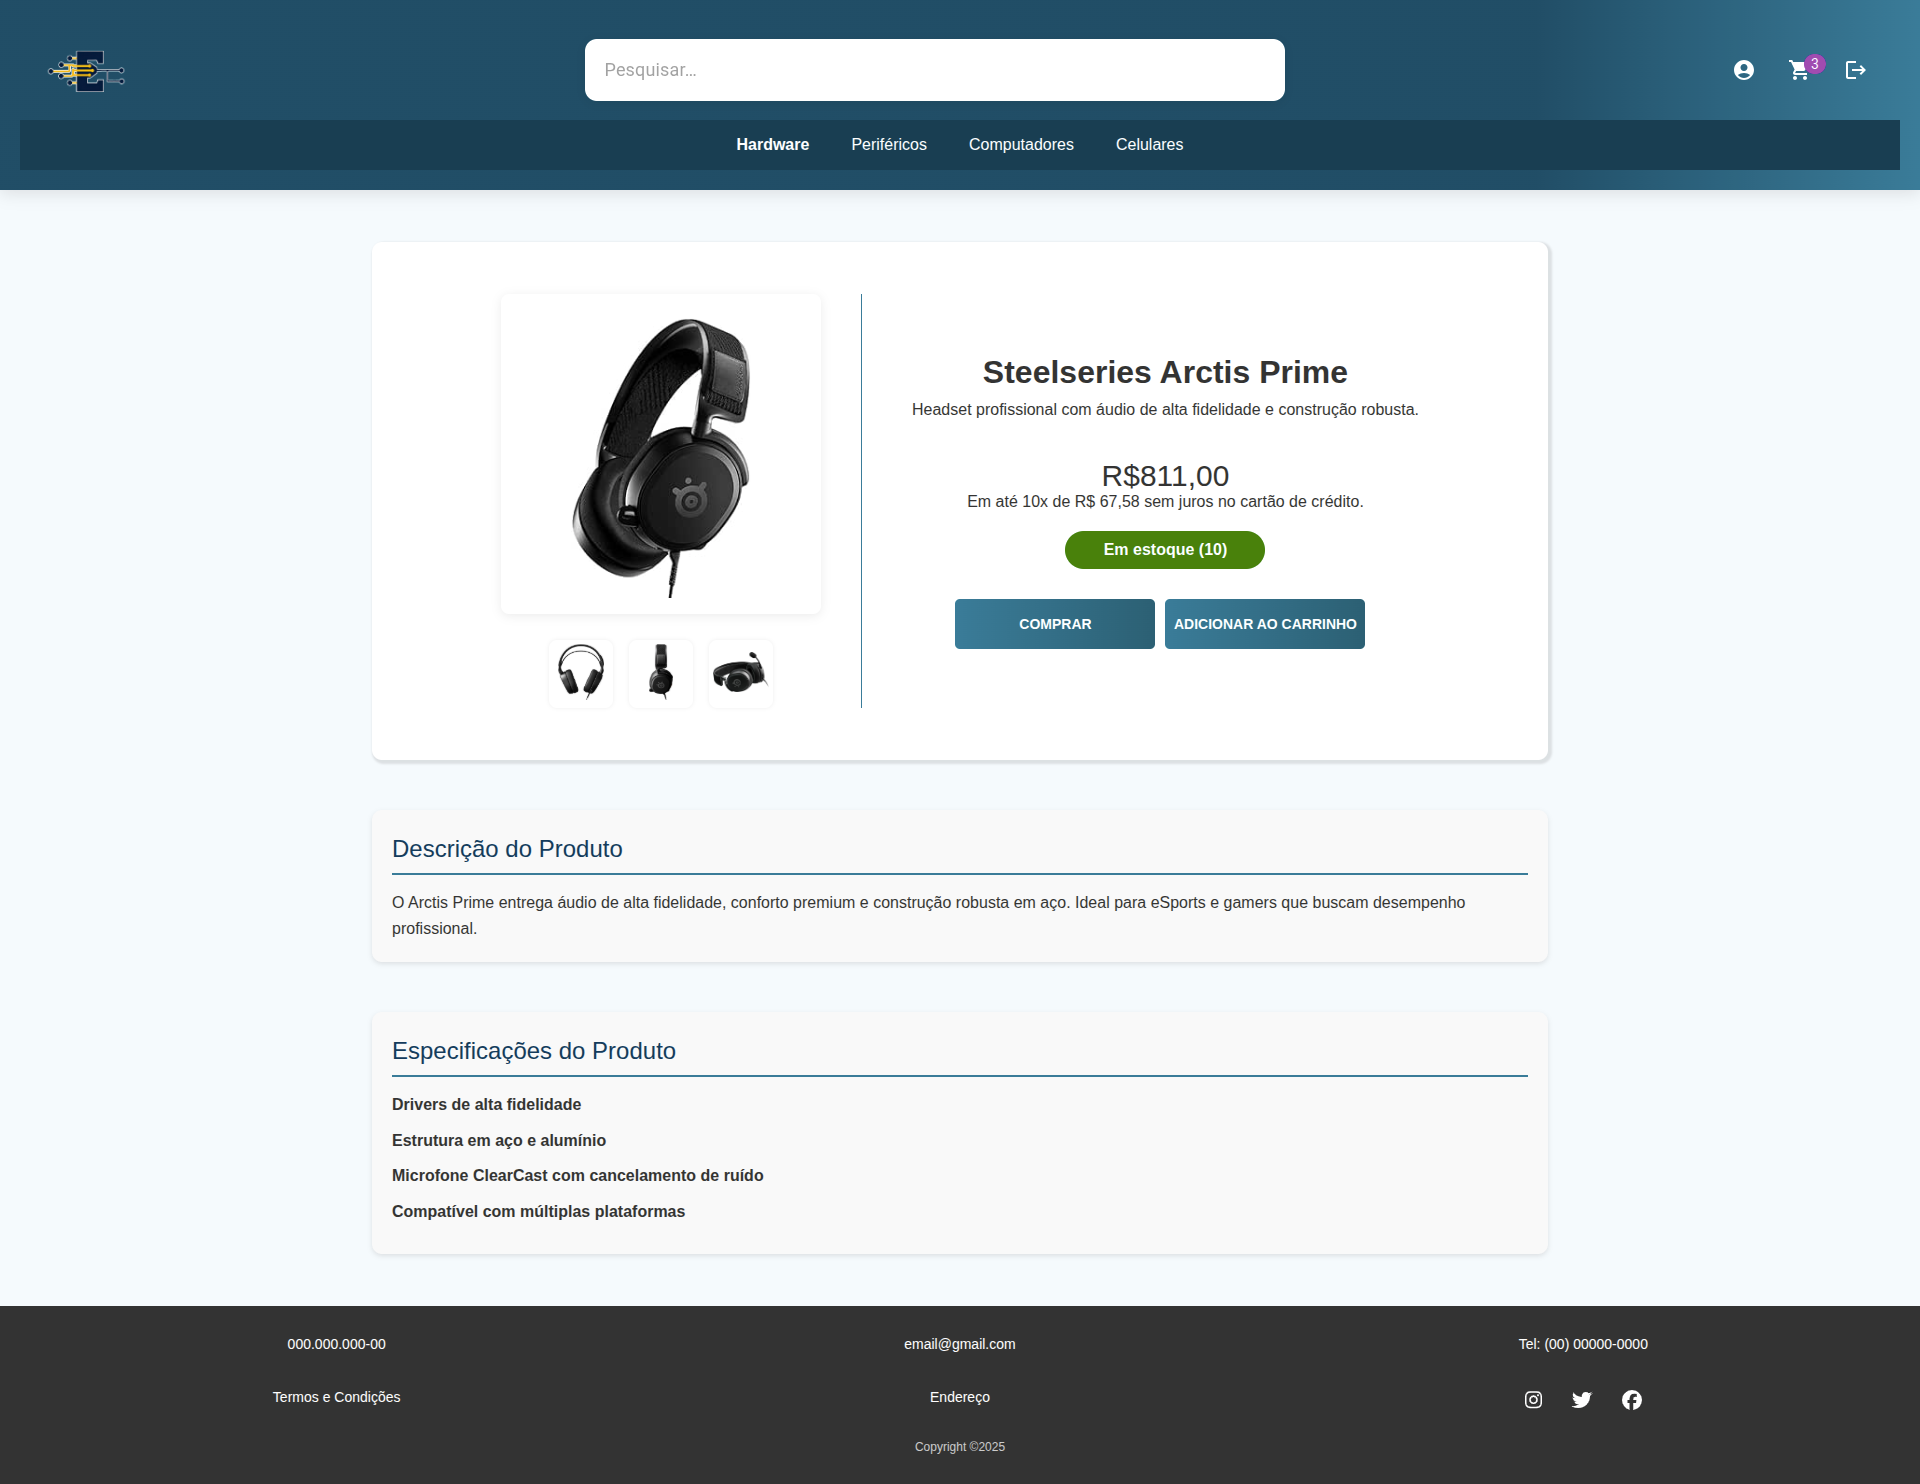 E
Pesquisar...
3
Hardware Periféricos Computadores Celulares
Steelseries Arctis Prime
Headset profissional com áudio de alta fidelidade e construção robusta.
R$811,00
Em até 10x de R$ 67,58 sem juros no cartão de crédito.
Em estoque (10)
COMPRAR ADICIONAR AO CARRINHO
Descrição do Produto
O Arctis Prime entrega áudio de alta fidelidade, conforto premium e construção robusta em aço. Ideal para eSports e gamers que buscam desempenho
profissional.
Especificações do Produto
Drivers de alta fidelidade
Estrutura em aço e alumínio
Microfone ClearCast com cancelamento de ruído
Compatível com múltiplas plataformas
000.000.000-00 email@gmail.com Tel: (00) 00000-0000
Termos e Condições Endereço
Copyright ©2025